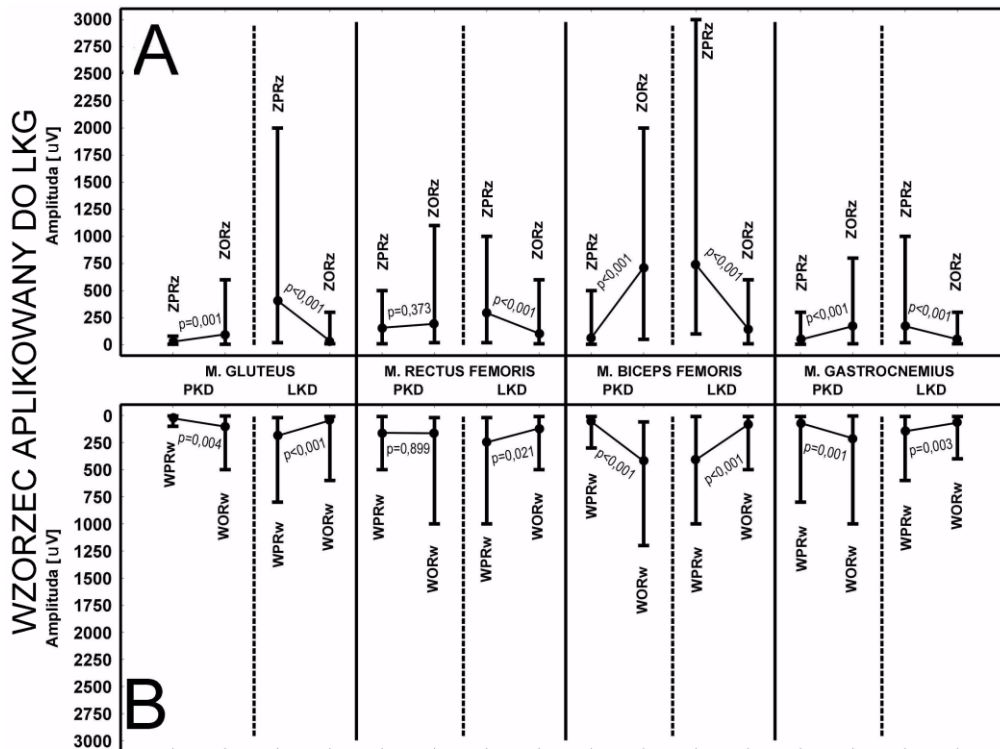 WZORZEC APLIKOWANY DO LKG
Amplituda [uV]
A
3000
2750
2500
2250
2000
1750
1500
1250
1000
750
500
250
0
ZPRz
p=0,001
ZORz
ZPRz
p<0,001
ZORz
ZPRz
p=0,373
ZORz
ZPRz
p<0,001
ZORz
ZPRz
p<0,001
ZORz
ZPRz
p<0,001
ZORz
ZPRz
p<0,001
ZORz
ZPRz
p<0,001
ZORz
M. GLUTEUS
PKD LKD
M. RECTUS FEMORIS
PKD LKD
M. BICEPS FEMORIS
PKD LKD
M. GASTROCNEMIUS
PKD LKD
Amplituda [uV]
B
0
250
500
750
1000
1250
1500
1750
2000
2250
2500
2750
3000
WPRw
p=0,004
WORw
WPRw
p<0,001
WORw
WPRw
p=0,899
WORw
WPRw
p=0,021
WORw
WPRw
p<0,001
WORw
WPRw
p<0,001
WORw
WPRw
p=0,001
WORw
WPRw
p=0,003
WORw